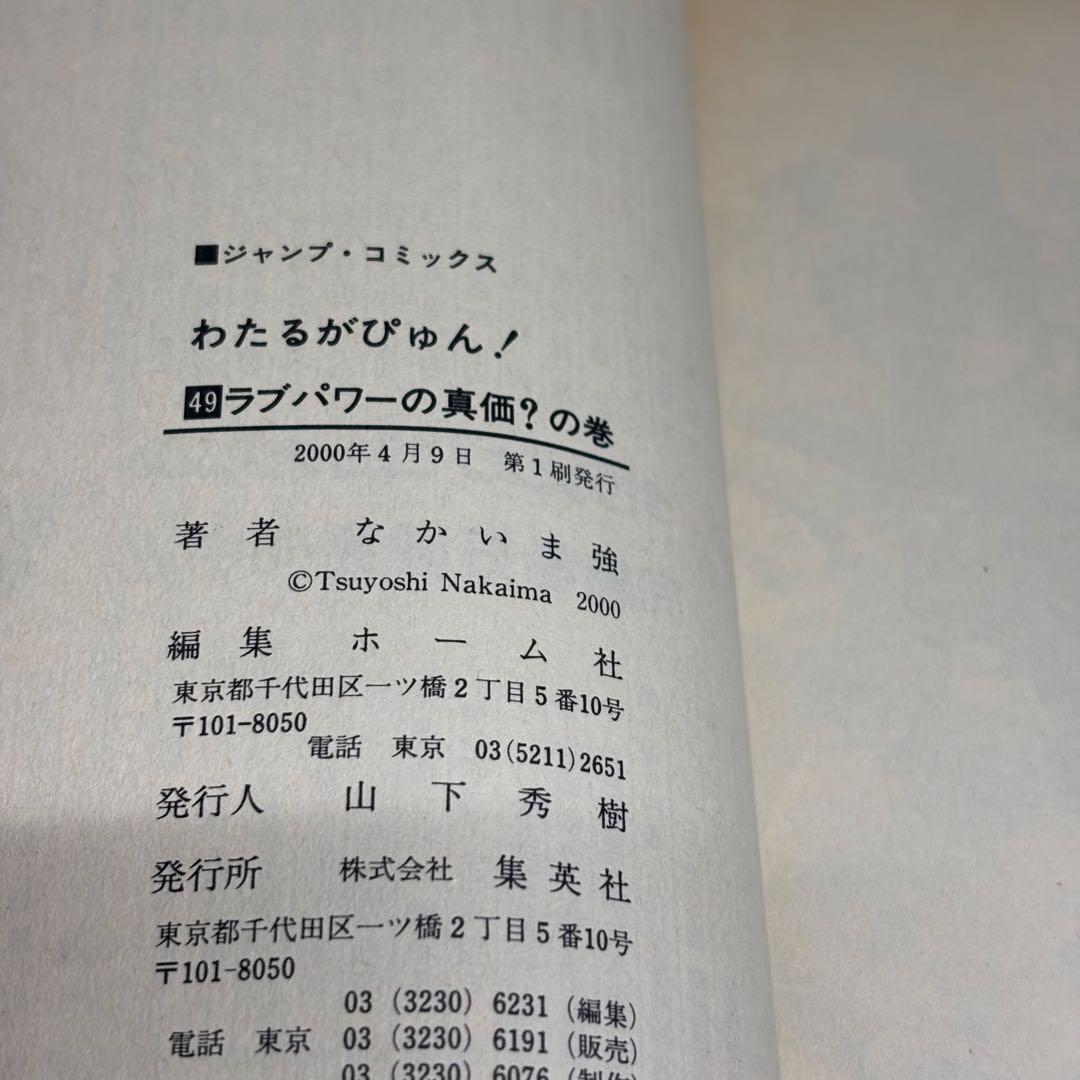 ■ジャンプ・コミックス
わたるがぴゅん！
49ラブパワーの真価？の巻
2000年4月9日 第1刷発行
著者 なかいま強
©Tsuyoshi Nakaima 2000
編集 ホーム社
東京都千代田区一ツ橋2丁目5番10号
〒101-8050
電話 東京 03(5211)2651
発行人 山下秀樹
発行所 株式会社 集英社
東京都千代田区一ツ橋2丁目5番10号
〒101-8050
03 (3230) 6231 (編集)
電話 東京 03 (3230) 6191 (販売)
03 (3230) 6076 (制作)